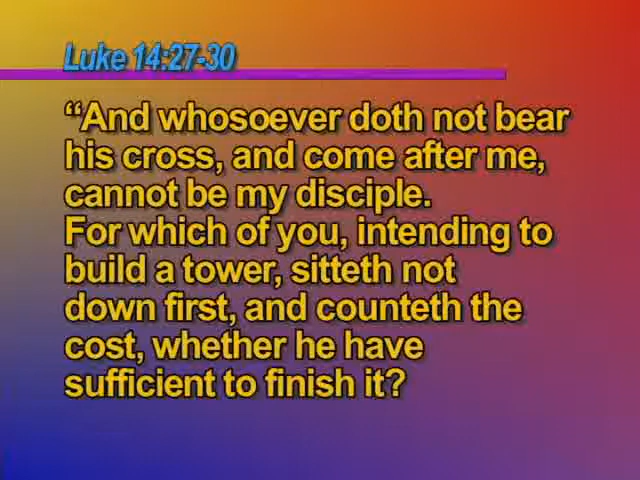 Luke 14:27-30
“And whosoever doth not bear
his cross, and come after me,
cannot be my disciple.
For which of you, intending to
build a tower, sitteth not
down first, and counteth the
cost, whether he have
sufficient to finish it?